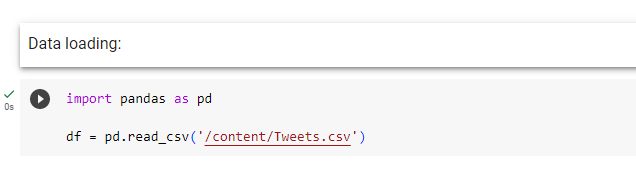 Data loading:
0s
import pandas as pd
df = pd.read_csv('/content/Tweets.csv')